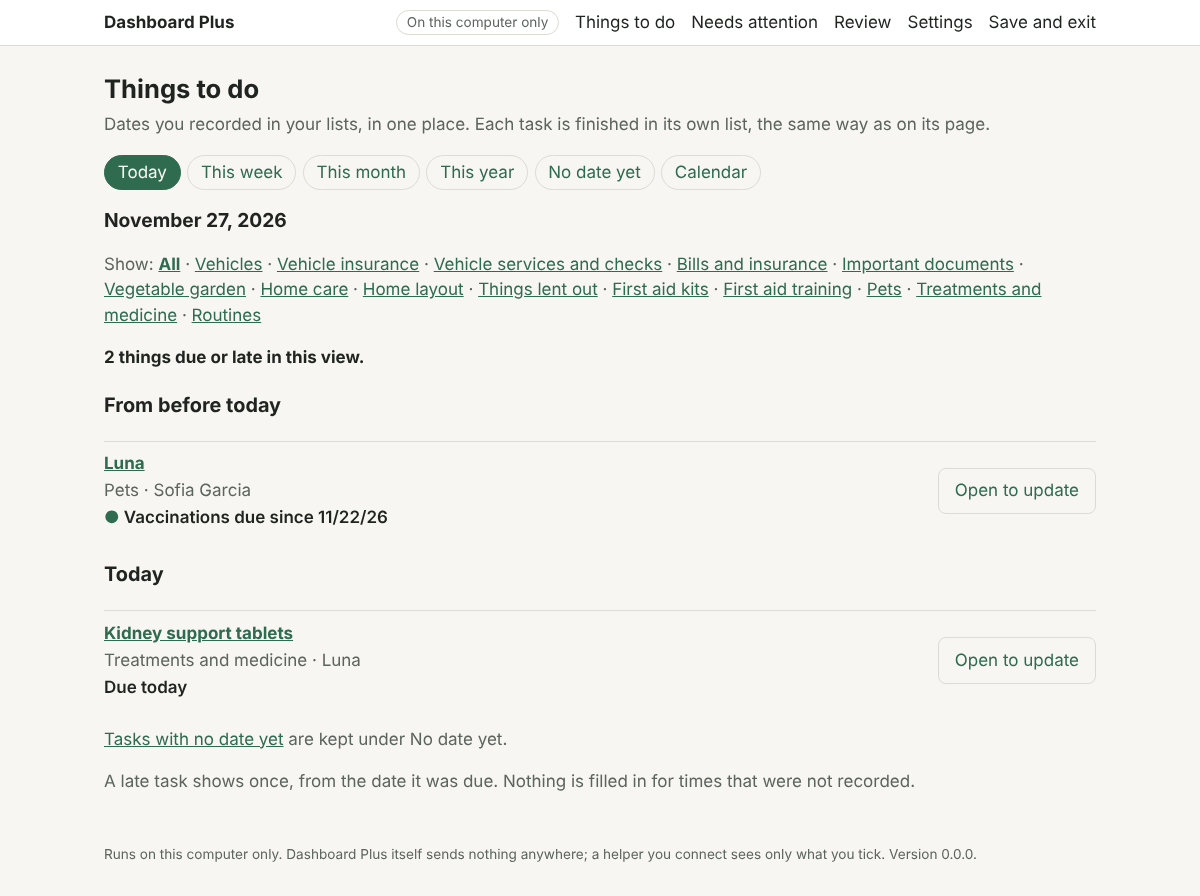 Dashboard Plus
On this computer only
Things to do
Needs attention
Review
Settings
Save and exit
Things to do
Dates you recorded in your lists, in one place. Each task is finished in its own list, the same way as on its page.
Today
This week
This month
This year
No date yet
Calendar
November 27, 2026
Show: All · Vehicles · Vehicle insurance · Vehicle services and checks · Bills and insurance · Important documents ·
Vegetable garden · Home care · Home layout · Things lent out · First aid kits · First aid training · Pets · Treatments and
medicine · Routines
2 things due or late in this view.
From before today
Luna
Pets · Sofia Garcia
Vaccinations due since 11/22/26
Open to update
Today
Kidney support tablets
Treatments and medicine · Luna
Due today
Open to update
Tasks with no date yet are kept under No date yet.
A late task shows once, from the date it was due. Nothing is filled in for times that were not recorded.
Runs on this computer only. Dashboard Plus itself sends nothing anywhere; a helper you connect sees only what you tick. Version 0.0.0.